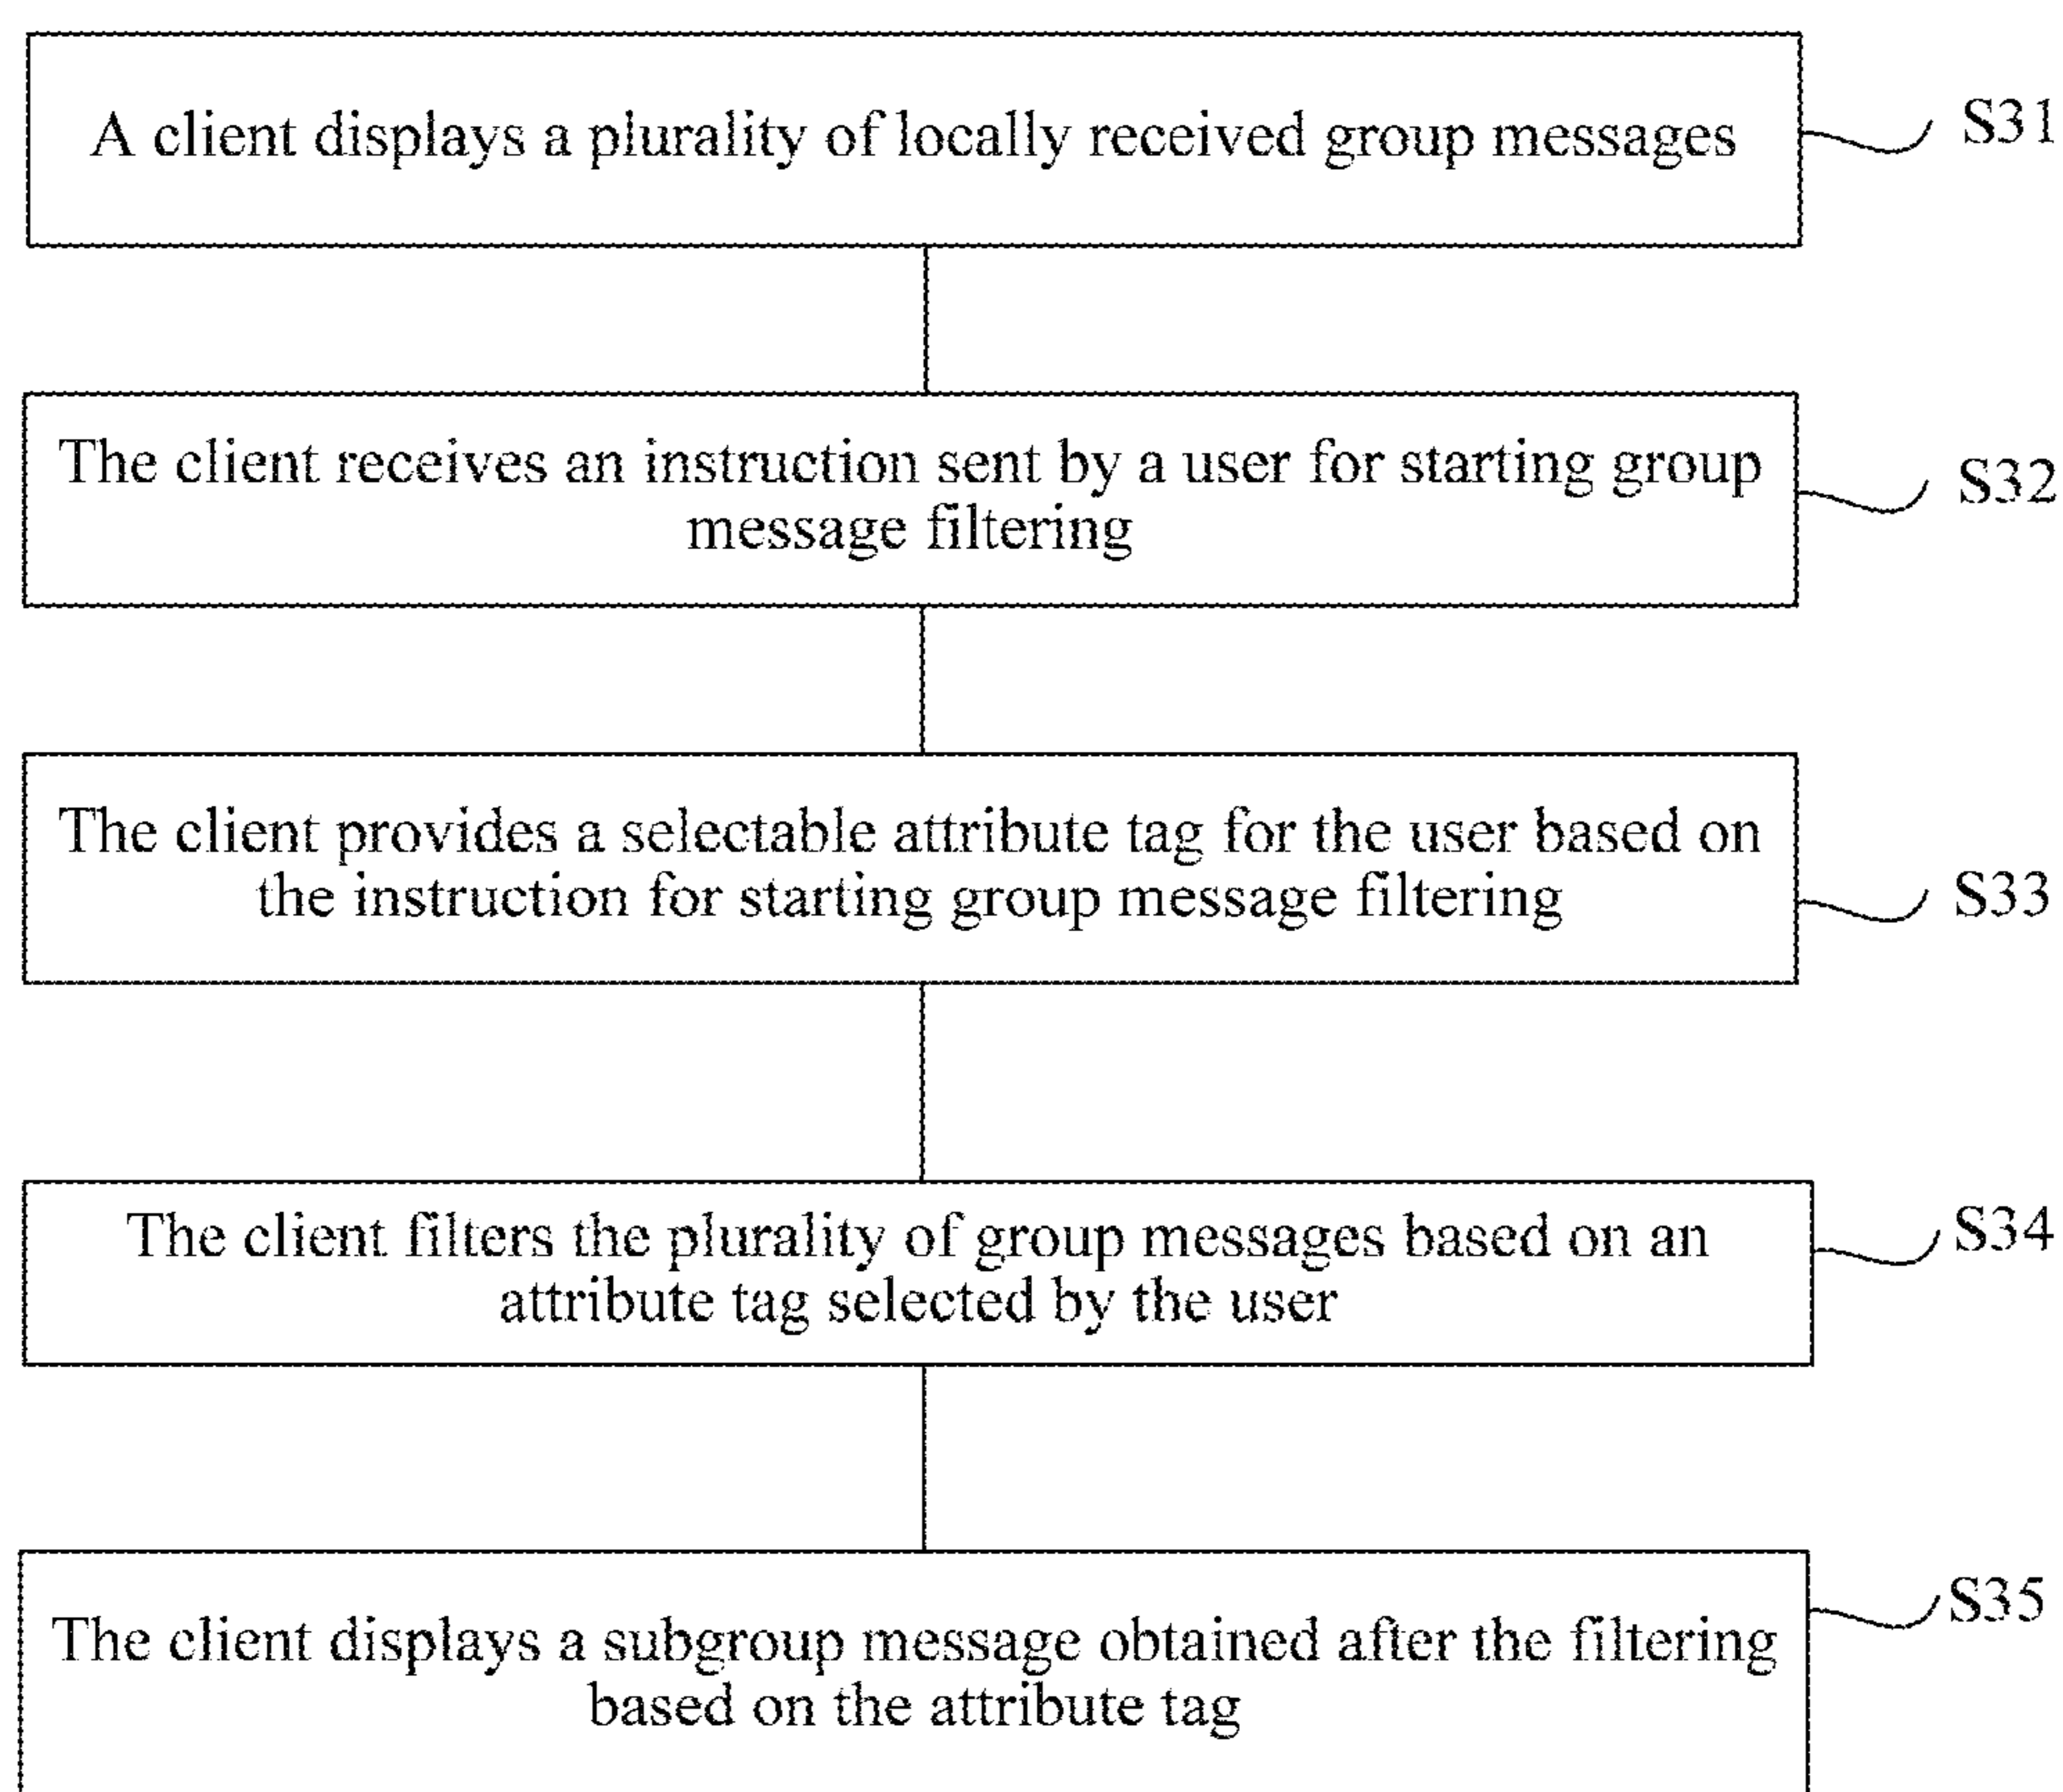 A client displays a plurality of locally received group messages
S31
The client receives an instruction sent by a user for starting group
message filtering
S32
The client provides a selectable attribute tag for the user based on
the instruction for starting group message filtering
S33
The client filters the plurality of group messages based on an
attribute tag selected by the user
S34
The client displays a subgroup message obtained after the filtering
based on the attribute tag
S35